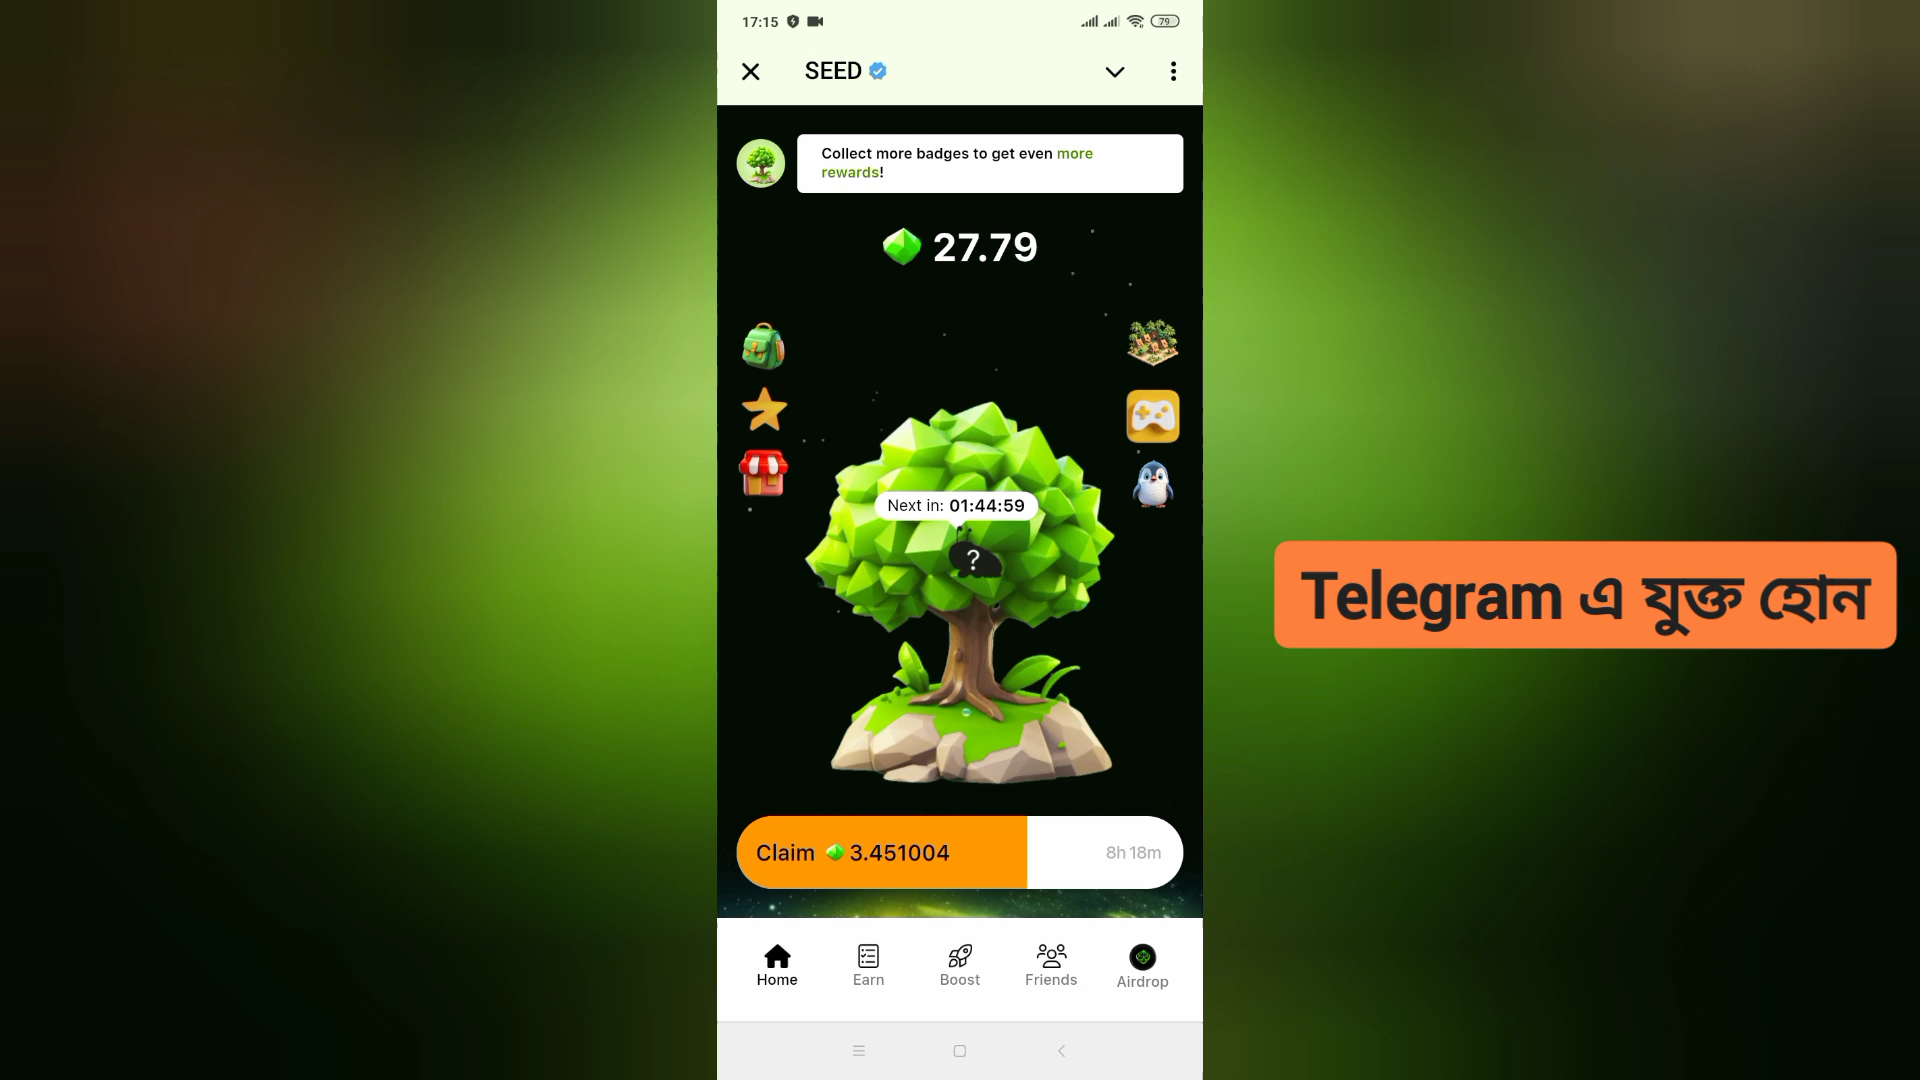 17:15
79
SEED
Collect more badges to get even more
rewards!
27.79
Next in: 01:44:59
?
Telegram এ যুক্ত হোন
Claim 3.451004
8h 18m
Home
Earn
Boost
Friends
Airdrop